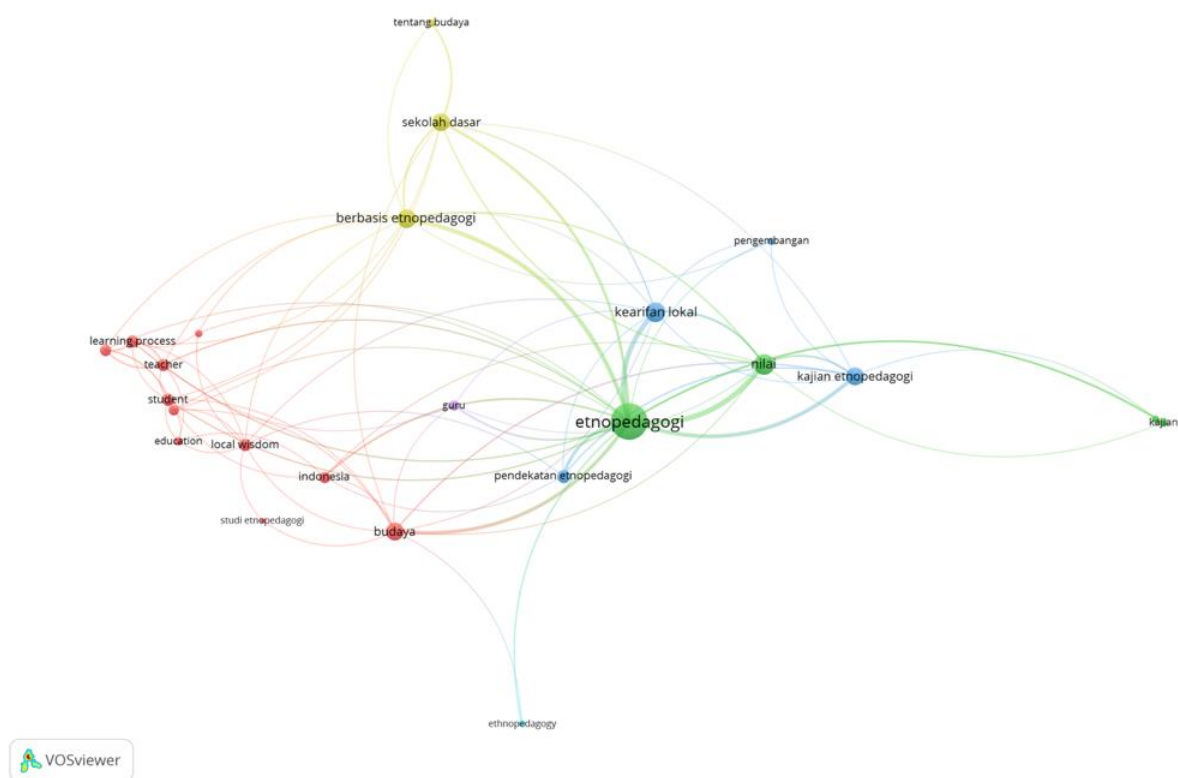 tentang budaya
sekolah dasar
berbasis etnopedagogi
pengembangan
kearifan lokal
learning process
teacher
nilai
kajian etnopedagogi
student
guru
etnopedagogi
kajian
education
local wisdom
indonesia
pendekatan etnopedagogi
studi etnopedagogi
budaya
ethnopedagogy
VOSviewer